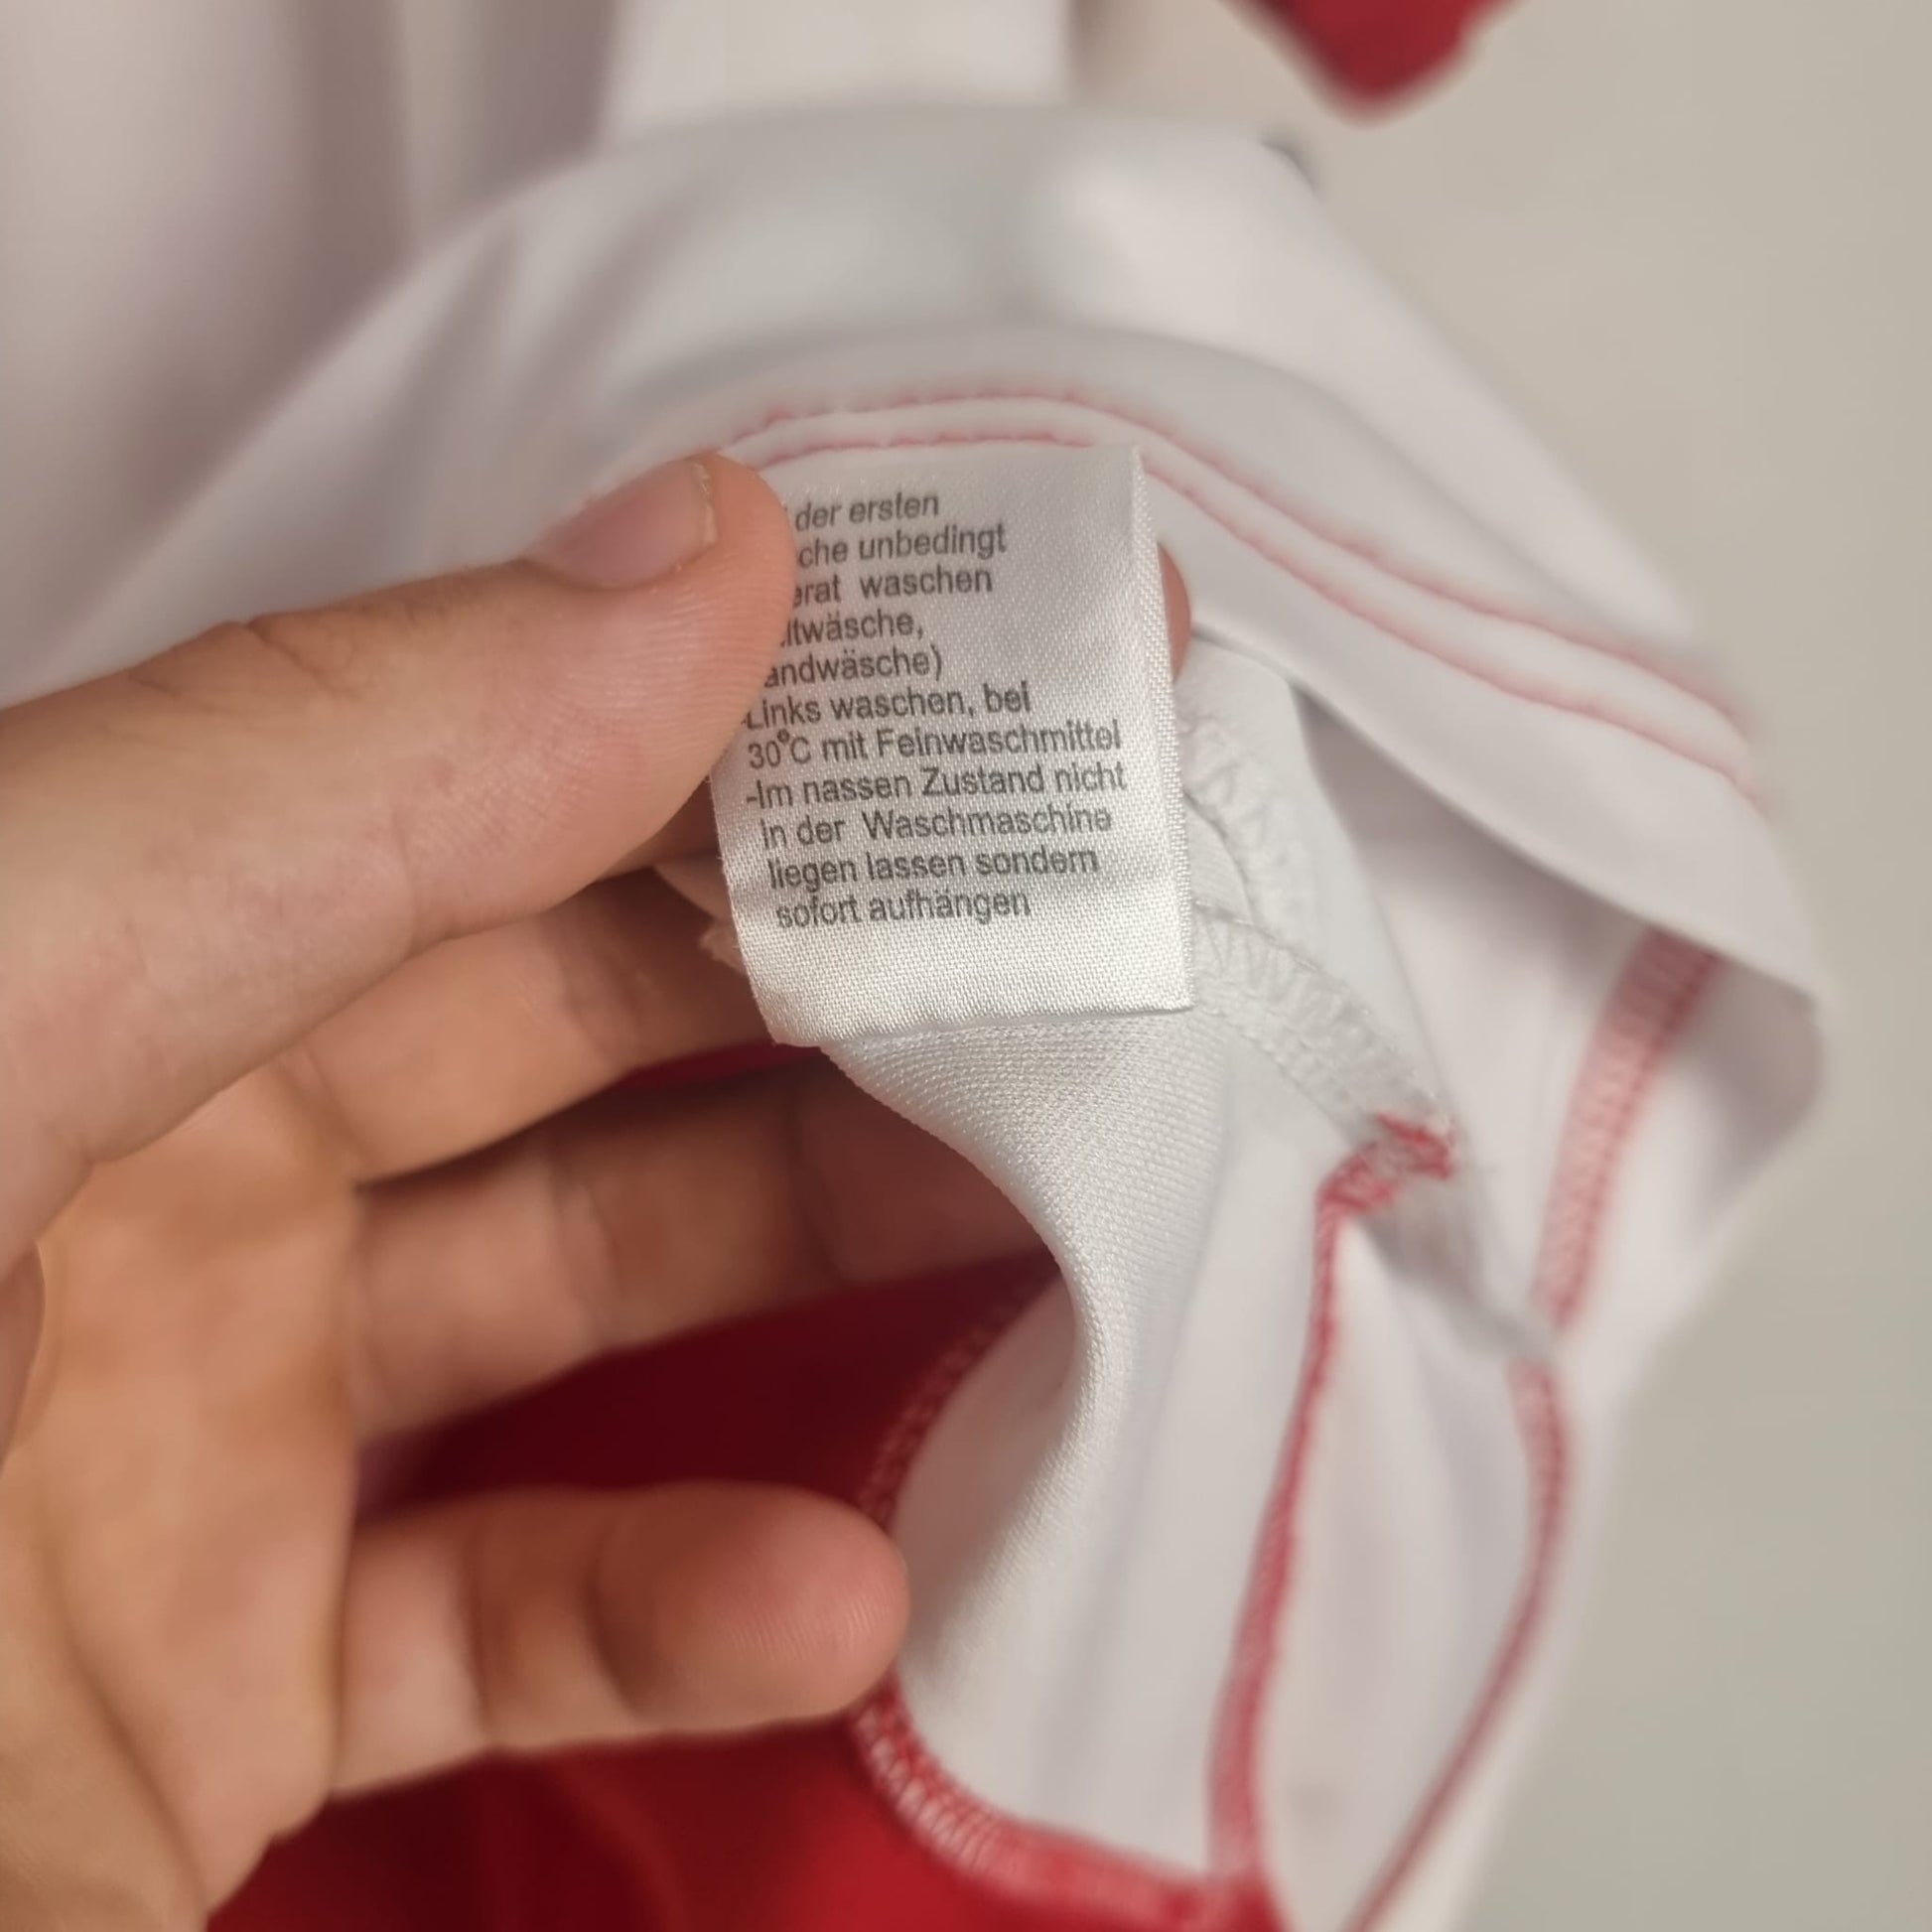 der ersten
che unbedingt
erat waschen
ltwäsche,
andwäsche)
-Links waschen, bei
30°C mit Feinwaschmittel
-Im nassen Zustand nicht
in der Waschmaschine
liegen lassen sondern
sofort aufhängen